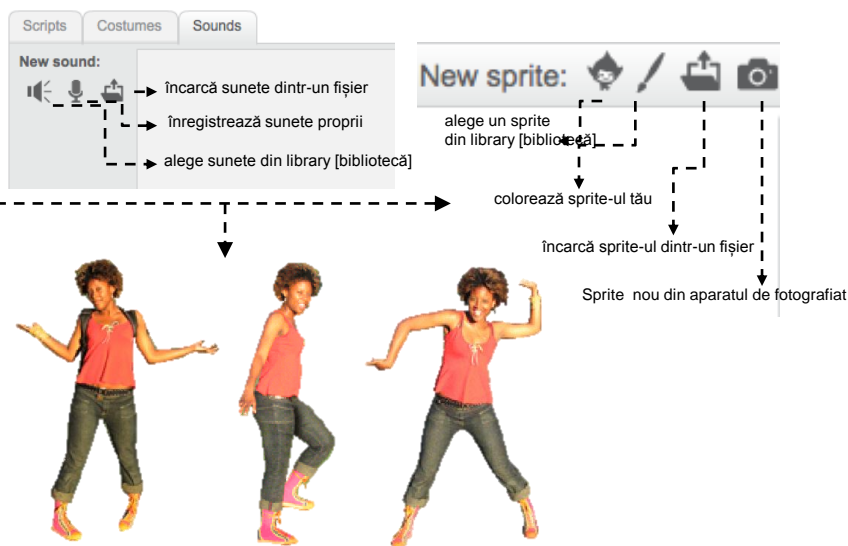 Scripts
Costumes
Sounds
New sound:
încarcă sunete dintr-un fișier
înregistrează sunete proprii
alege sunete din library [bibliotecă]
New sprite:
alege un sprite
din library [bibliotecă]
colorează sprite-ul tău
încarcă sprite-ul dintr-un fișier
Sprite nou din aparatul de fotografiat